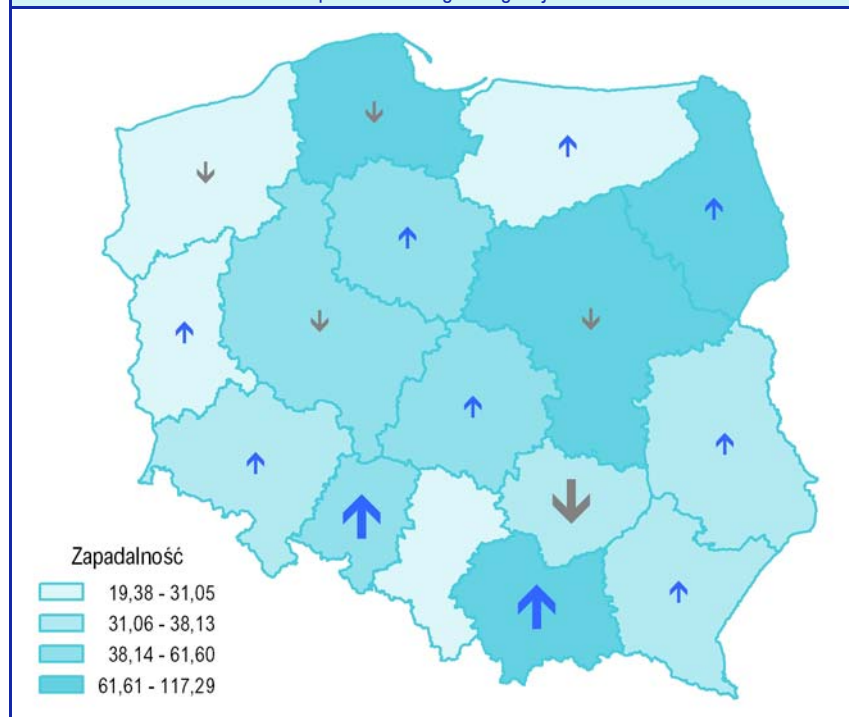 Zapadalność
19,38 - 31,05
31,06 - 38,13
38,14 - 61,60
61,61 - 117,29